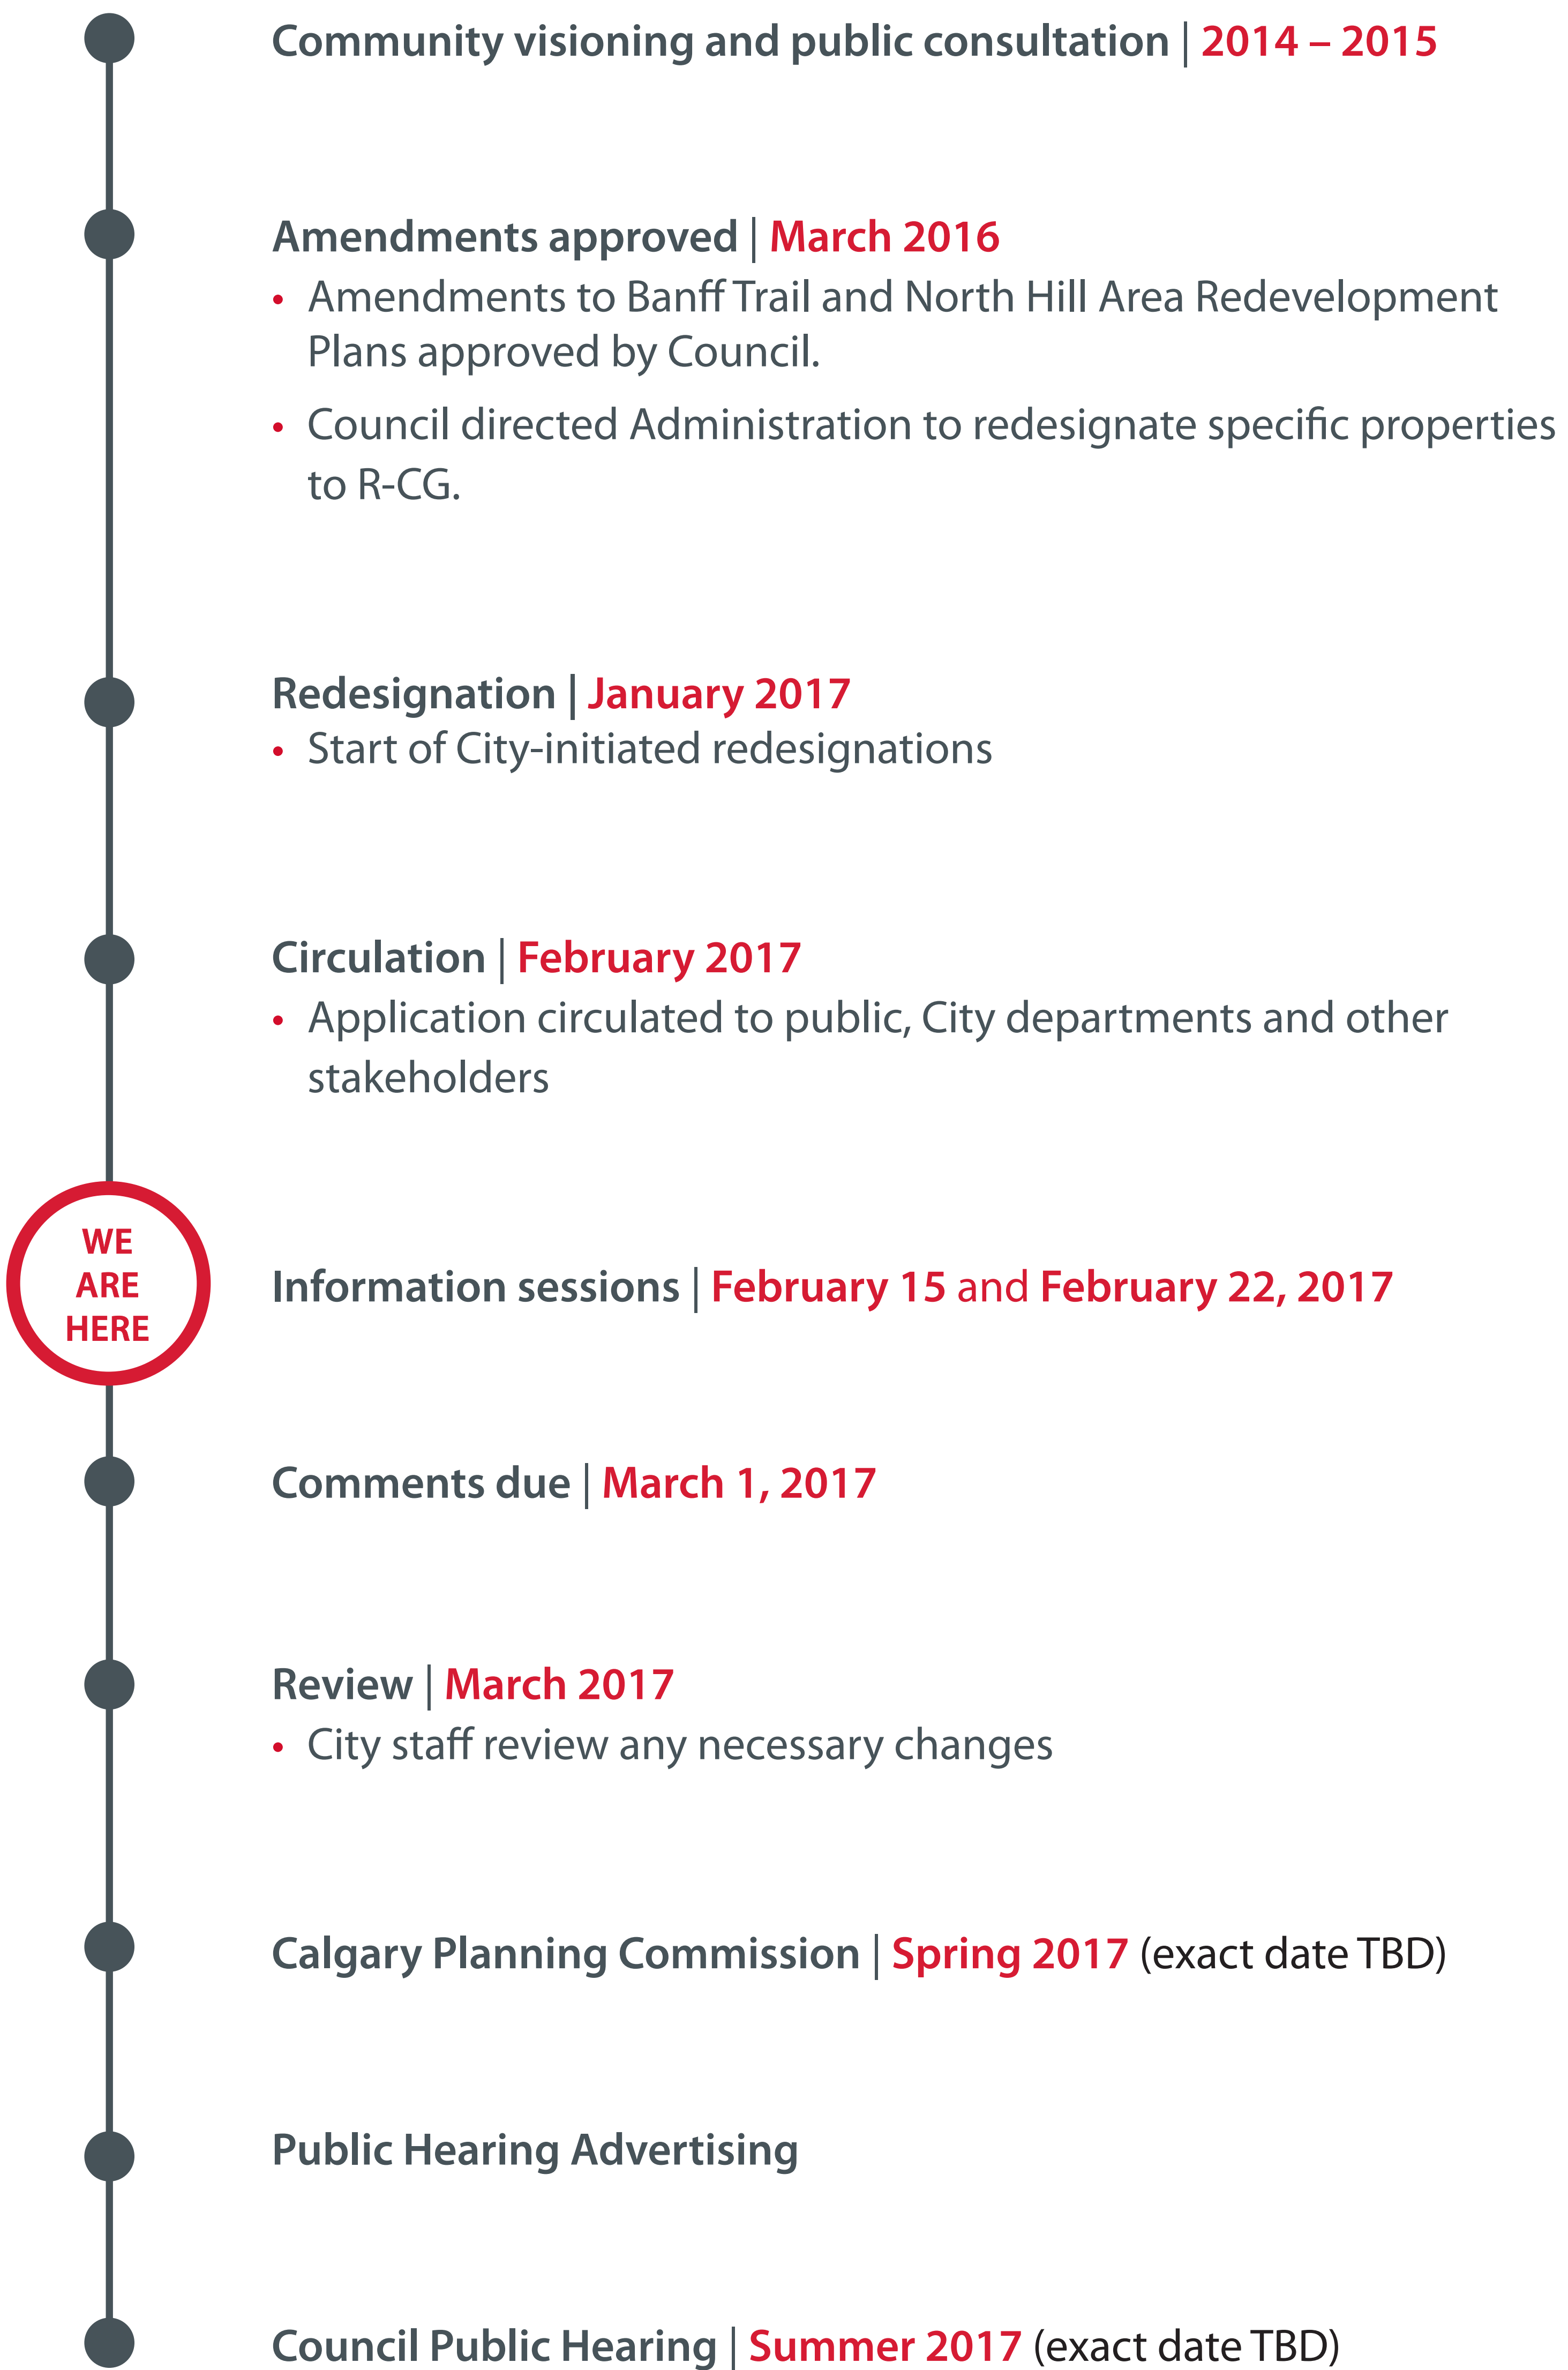 Community visioning and public consultation | 2014 – 2015
Amendments approved | March 2016
• Amendments to Banff Trail and North Hill Area Redevelopment
Plans approved by Council.
• Council directed Administration to redesignate specific properties
to R-CG.
Redesignation | January 2017
• Start of City-initiated redesignations
Circulation | February 2017
• Application circulated to public, City departments and other
stakeholders
WE
ARE
HERE
Information sessions | February 15 and February 22, 2017
Comments due | March 1, 2017
Review | March 2017
• City staff review any necessary changes
Calgary Planning Commission | Spring 2017 (exact date TBD)
Public Hearing Advertising
Council Public Hearing | Summer 2017 (exact date TBD)